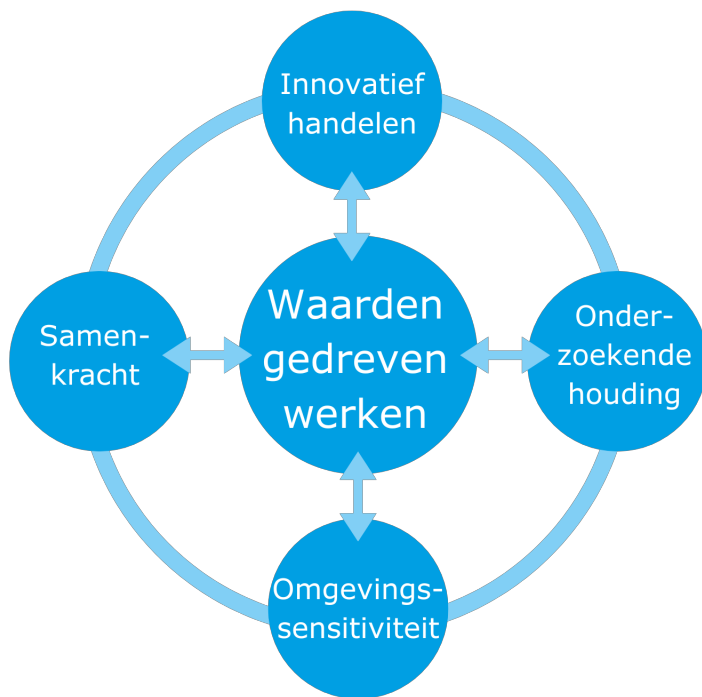 Innovatief
handelen
Samen-
kracht
Waarden
gedreven
werken
Onder-
zoekende
houding
Omgevings-
sensitiviteit